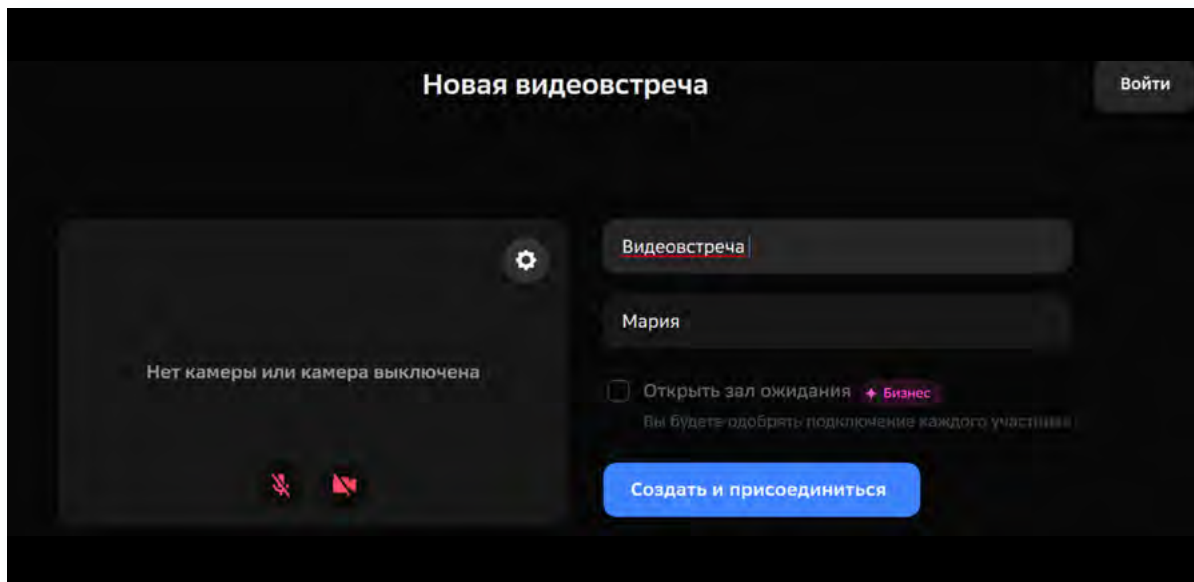 Новая видеовстреча
Войти
Видеовстреча
Мария
Нет камеры или камера выключена
Открыть зал ожидания Бизнес
Вы будете одобрять подключение каждого участника
Создать и присоединиться